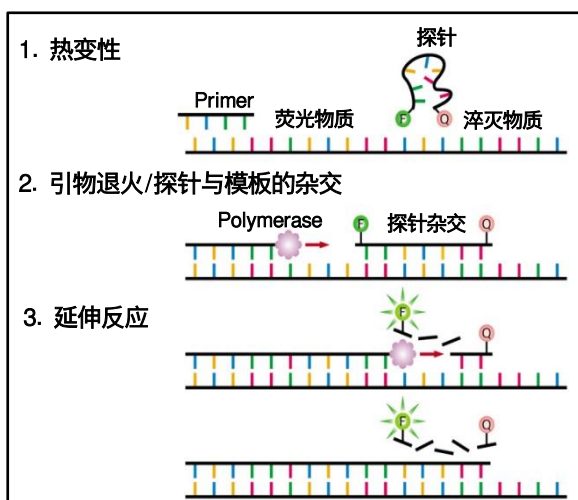 1. 热变性
探针
Primer
荧光物质
F
Q
淬灭物质
2. 引物退火/探针与模板的杂交
Polymerase
F
探针杂交
Q
3. 延伸反应
F
Q
F
Q